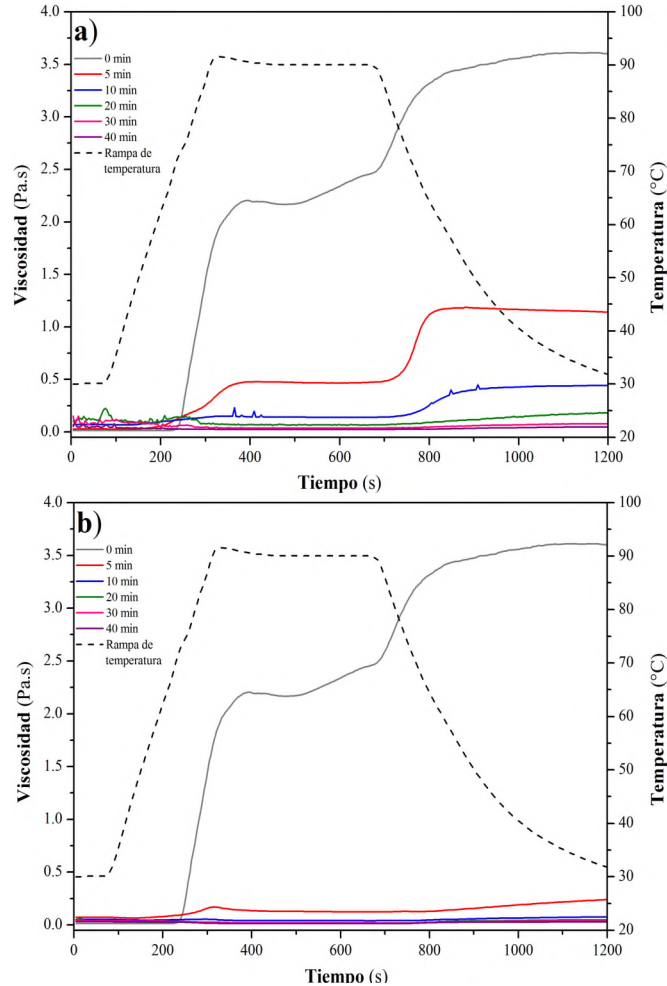 a)
0 min
5 min
10 min
20 min
30 min
40 min
Rampa de
temperatura
Viscosidad (Pa.s)
4.0
3.5
3.0
2.5
2.0
1.5
1.0
0.5
0.0
0 200 400 600 800 1000 1200
Tiempo (s)
100
90
80
70
60
50
40
30
20
Temperatura (°C)
b)
0 min
5 min
10 min
20 min
30 min
40 min
Rampa de
temperatura
Viscosidad (Pa.s)
4.0
3.5
3.0
2.5
2.0
1.5
1.0
0.5
0.0
0 200 400 600 800 1000 1200
Tiempo (s)
100
90
80
70
60
50
40
30
20
Temperatura (°C)